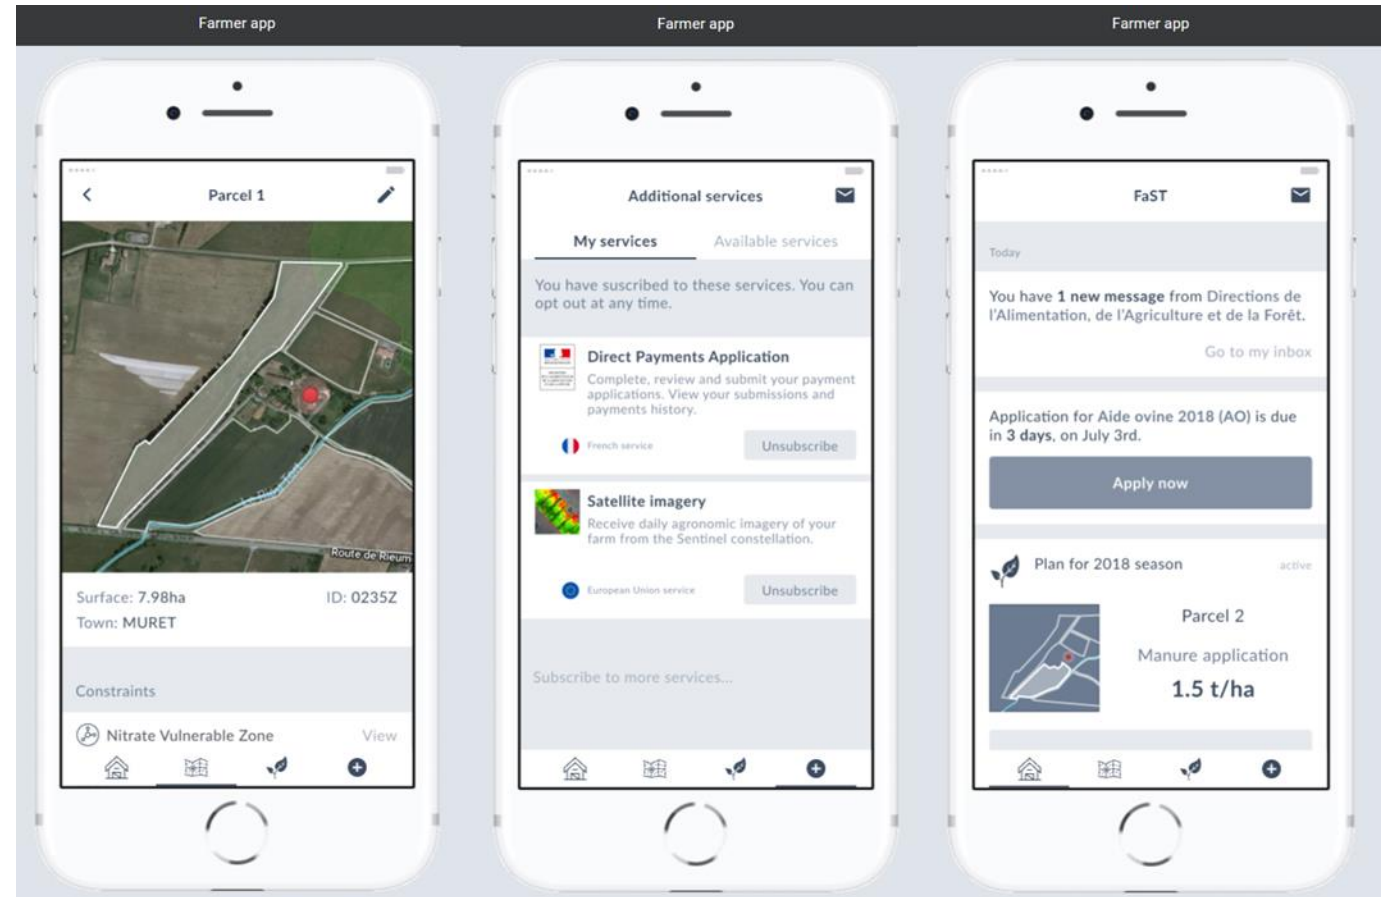 Farmer app
Parcel 1
Route de Rieum
Surface: 7.98ha
ID: 0235Z
Town: MURET
Constraints
Nitrate Vulnerable Zone
View
Farmer app
Additional services
My services
Available services
You have suscribed to these services. You can
opt out at any time.
Direct Payments Application
Complete, review and submit your payment
applications. View your submissions and
payments history.
French service
Unsubscribe
Satellite imagery
Receive daily agronomic imagery of your
farm from the Sentinel constellation.
European Union service
Unsubscribe
Subscribe to more services...
Farmer app
FaST
Today
You have 1 new message from Directions de
l'Alimentation, de l'Agriculture et de la Forêt.
Go to my inbox
Application for Aide ovine 2018 (AO) is due
in 3 days, on July 3rd.
Apply now
Plan for 2018 season
active
Parcel 2
Manure application
1.5 t/ha